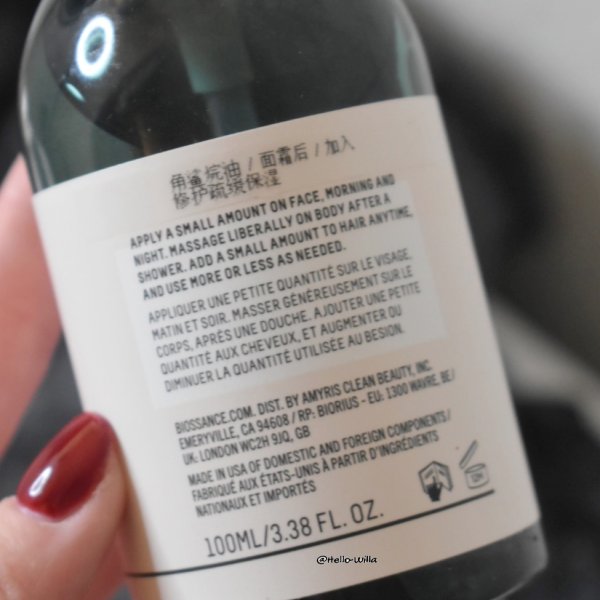 角鲨烷油 / 面霜后 / 加入
修护疏璟保湿
APPLY A SMALL AMOUNT ON FACE, MORNING AND
NIGHT. MASSAGE LIBERALLY ON BODY AFTER A
SHOWER. ADD A SMALL AMOUNT TO HAIR ANYTIME,
AND USE MORE OR LESS AS NEEDED.
APPLIQUER UNE PETITE QUANTITÉ SUR LE VISAGE,
MATIN ET SOIR. MASSER GÉNÉREUSEMENT SUR LE
CORPS, APRÈS UNE DOUCHE. AJOUTER UNE PETITE
QUANTITÉ AUX CHEVEUX, ET AUGMENTER OU
DIMINUER LA QUANTITÉ UTILISÉE AU BESION.
BIOSSANCE.COM. DIST. BY AMYRIS CLEAN BEAUTY, INC.
EMERYVILLE, CA 94608 / RP: BIORIUS - EU: 1300 WAVRE, BE/
UK: LONDON WC2H 9JQ, GB
MADE IN USA OF DOMESTIC AND FOREIGN COMPONENTS/
FABRIQUÉ AUX ÉTATS-UNIS À PARTIR D'INGRÉDIENTS
NATIONAUX ET IMPORTÉS
12M
100ML/3.38 FL. OZ.
@Hello-Willa